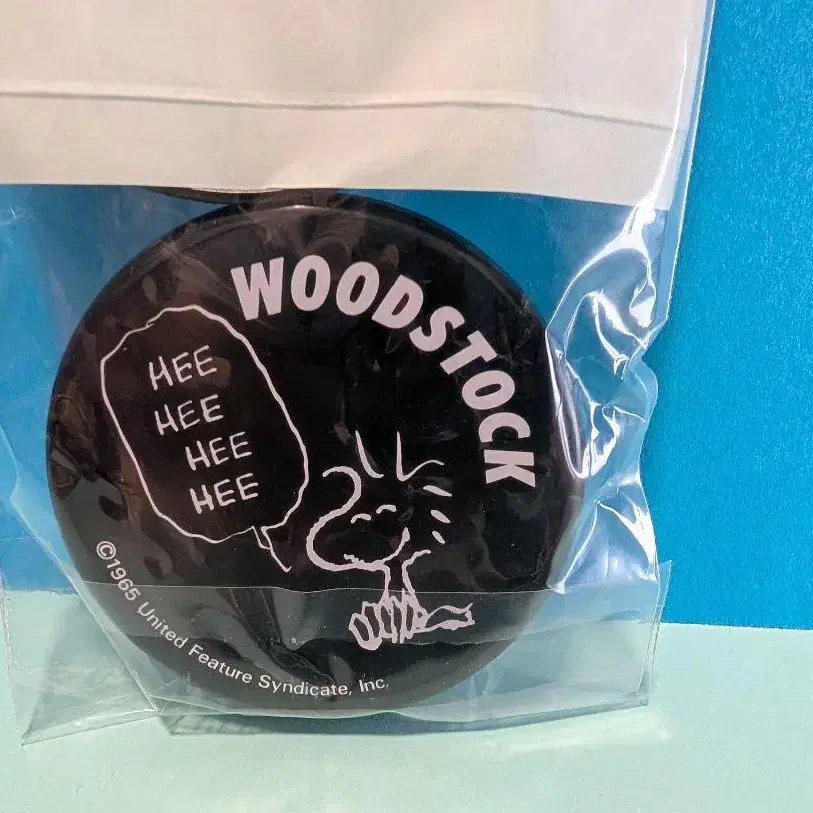 WOODSTOCK
HEE
HEE
HEE
HEE
©1965 United Feature Syndicate, Inc.